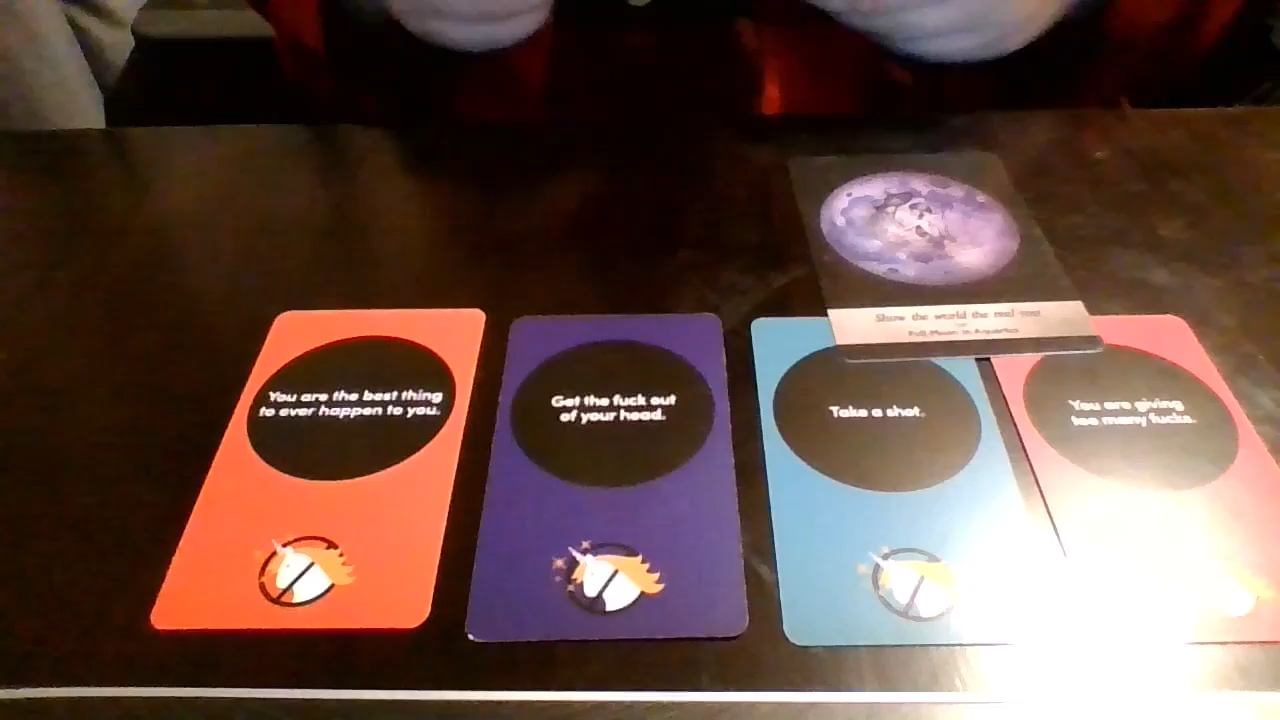 Show the world the real you
Full Moon in Aquarius
You are the best thing
to ever happen to you.
Get the fuck out
of your head.
Take a shot.
You are giving
too many fucks.